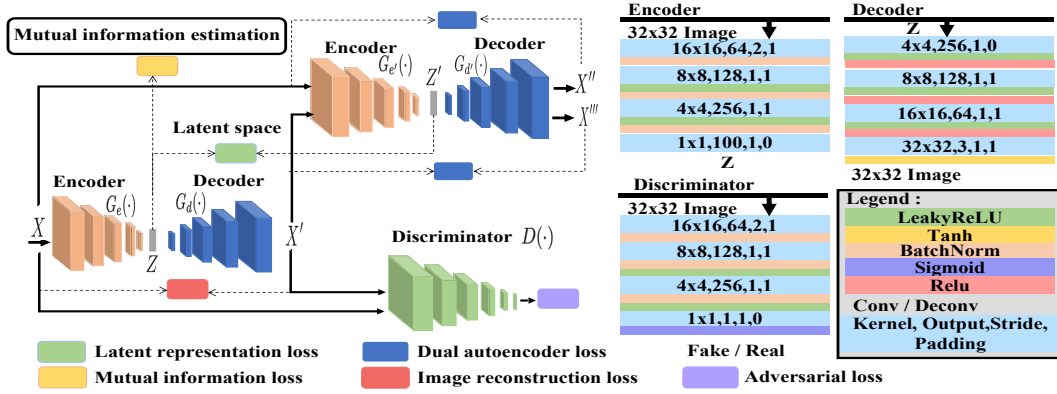 Mutual information estimation
Encoder
G_{e'}(·)
Z'
Decoder
G_{d'}(·)
X''
X'''
Latent space
Encoder
G_e(·)
Decoder
G_d(·)
X
Z
X'
Discriminator D(·)
Latent representation loss
Dual autoencoder loss
Mutual information loss
Image reconstruction loss
Adversarial loss
Encoder
32x32 Image
16x16,64,2,1
8x8,128,1,1
4x4,256,1,1
1x1,100,1,0
Z
Decoder
Z
4x4,256,1,0
8x8,128,1,1
16x16,64,1,1
32x32,3,1,1
32x32 Image
Discriminator
32x32 Image
16x16,64,2,1
8x8,128,1,1
4x4,256,1,1
1x1,1,1,0
Fake / Real
Legend :
LeakyReLU
Tanh
BatchNorm
Sigmoid
Relu
Conv / Deconv
Kernel, Output,Stride,
Padding